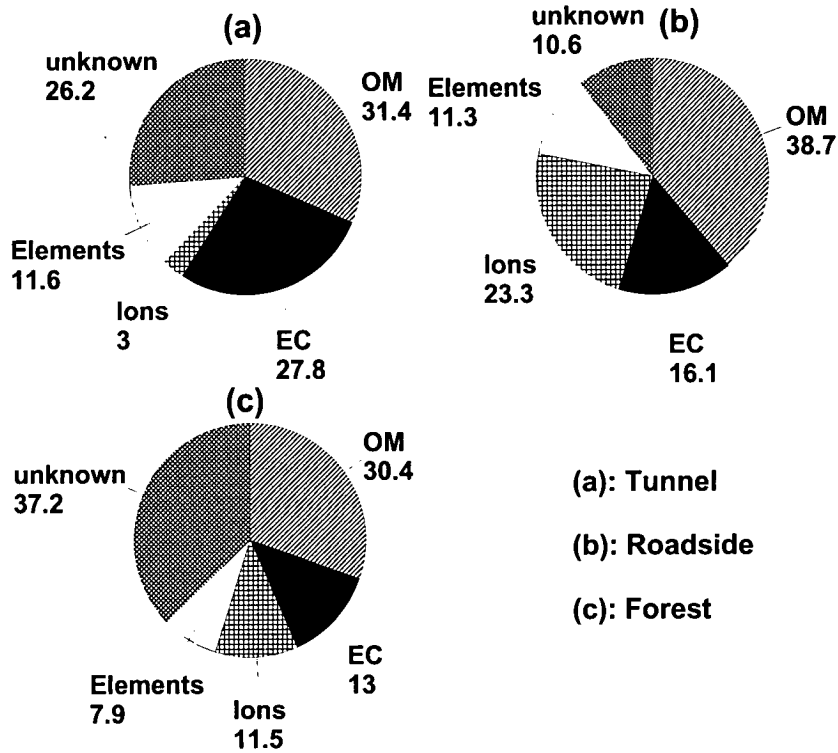 (a)
unknown
26.2
OM
31.4
Elements
11.6
Ions
3
EC
27.8
(b)
unknown
10.6
Elements
11.3
OM
38.7
Ions
23.3
EC
16.1
(c)
unknown
37.2
OM
30.4
EC
13
Elements
7.9
Ions
11.5
(a): Tunnel
(b): Roadside
(c): Forest